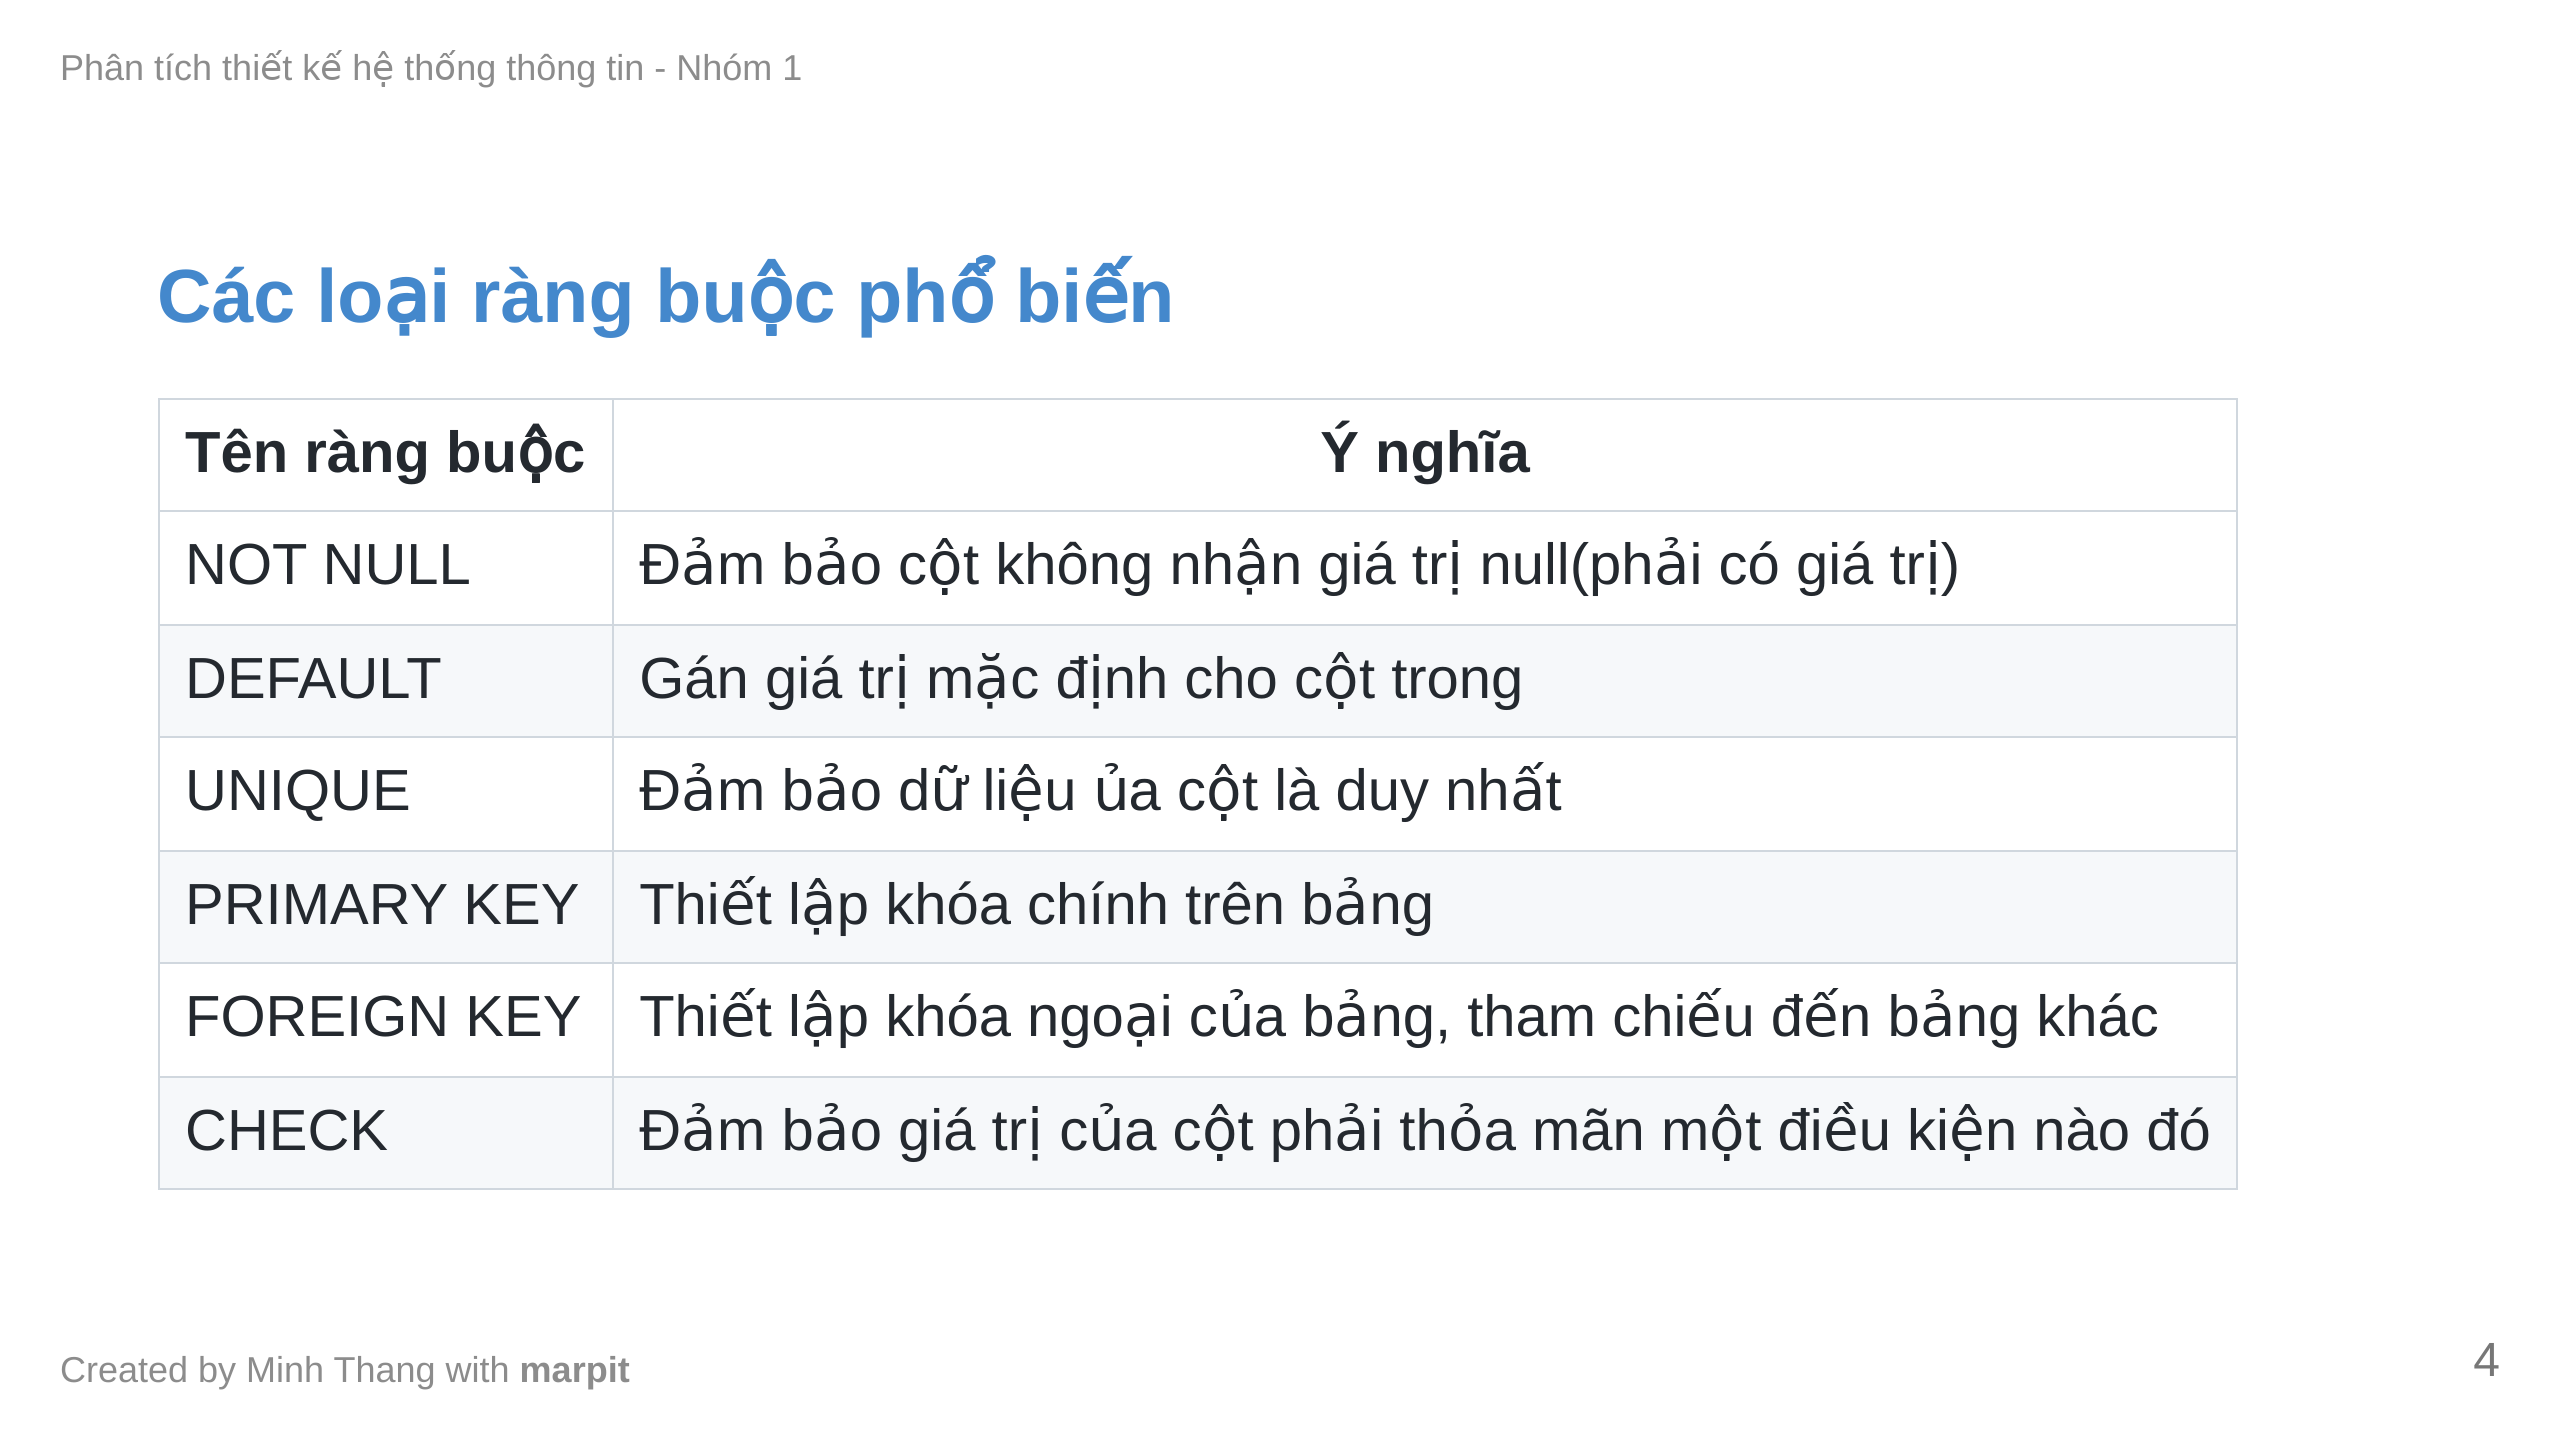 Phân tích thiết kế hệ thống thông tin - Nhóm 1
Các loại ràng buộc phổ biến
Tên ràng buộc Ý nghĩa
NOT NULL Đảm bảo cột không nhận giá trị null(phải có giá trị)
DEFAULT Gán giá trị mặc định cho cột trong
UNIQUE Đảm bảo dữ liệu ủa cột là duy nhất
PRIMARY KEY Thiết lập khóa chính trên bảng
FOREIGN KEY Thiết lập khóa ngoại của bảng, tham chiếu đến bảng khác
CHECK Đảm bảo giá trị của cột phải thỏa mãn một điều kiện nào đó
Created by Minh Thang with marpit
4